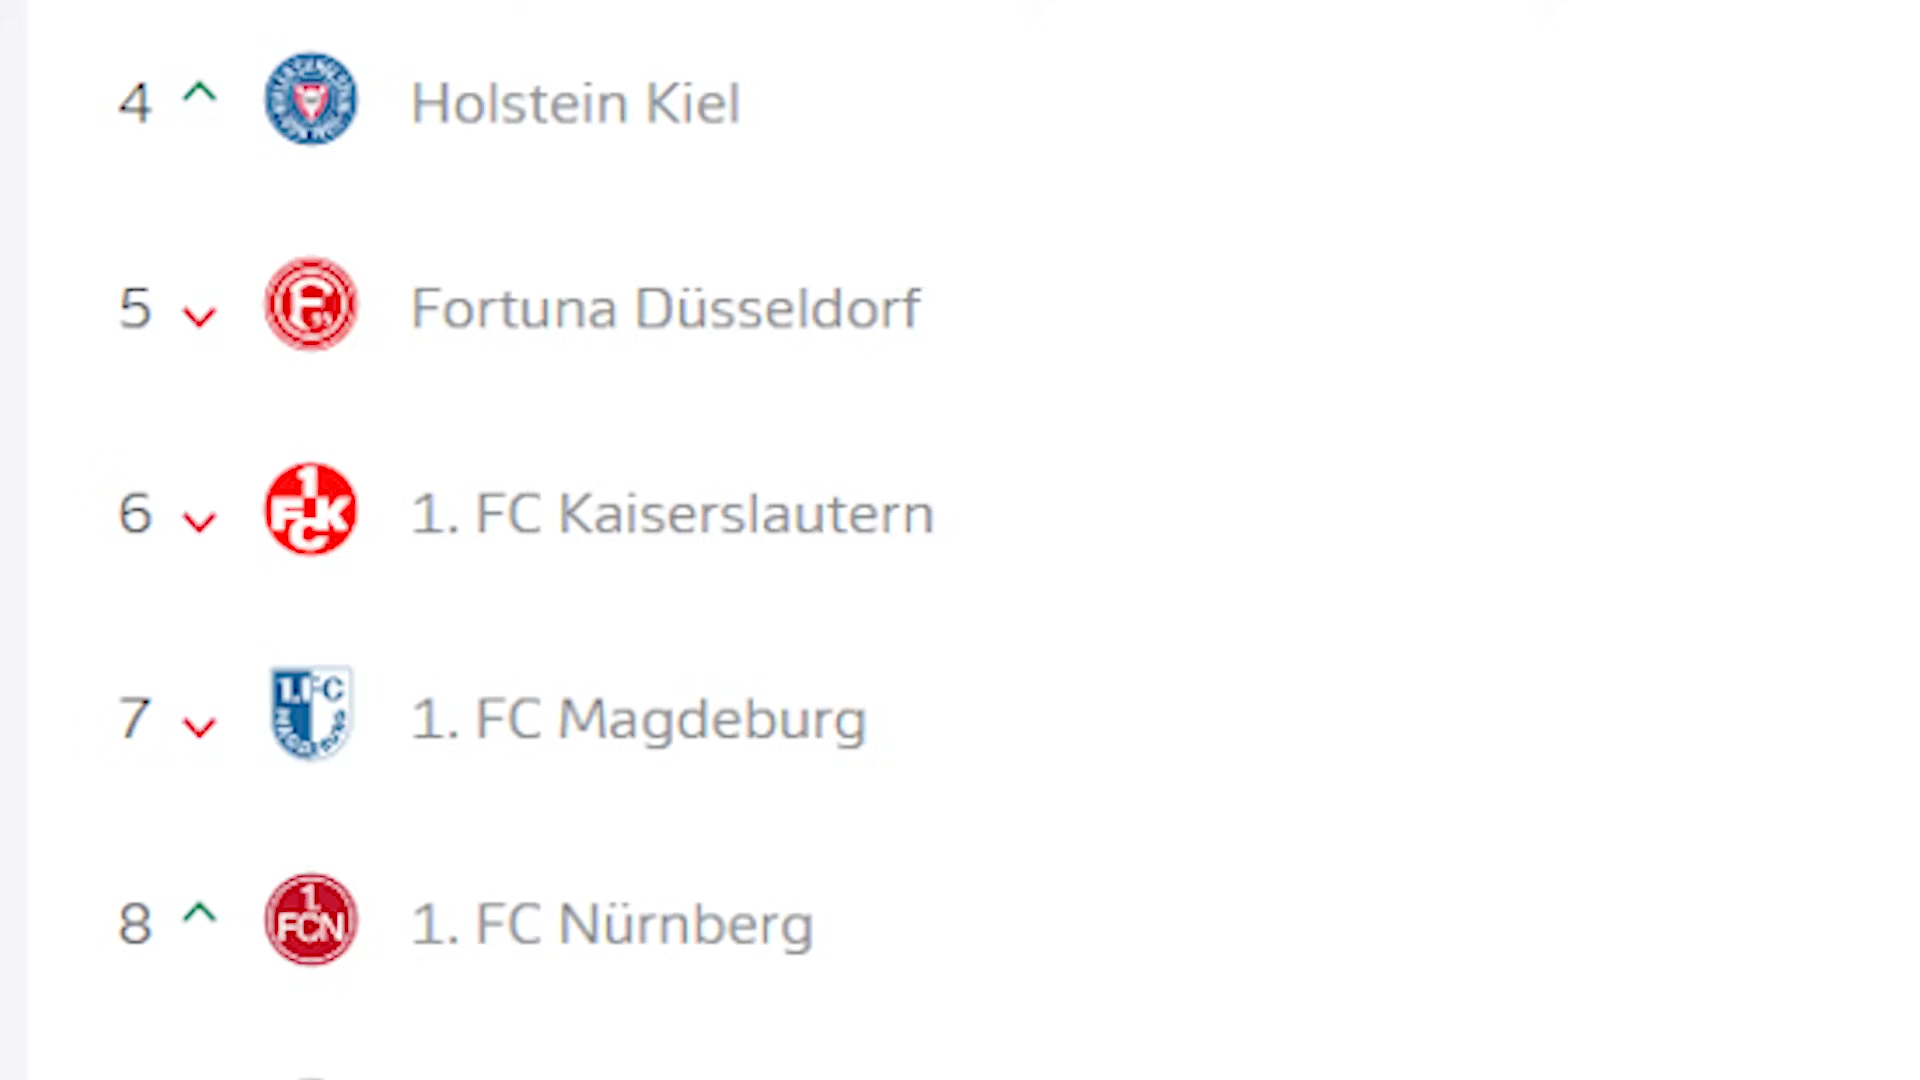 4 Holstein Kiel
5 Fortuna Düsseldorf
6 1. FC Kaiserslautern
7 1. FC Magdeburg
8 1. FC Nürnberg